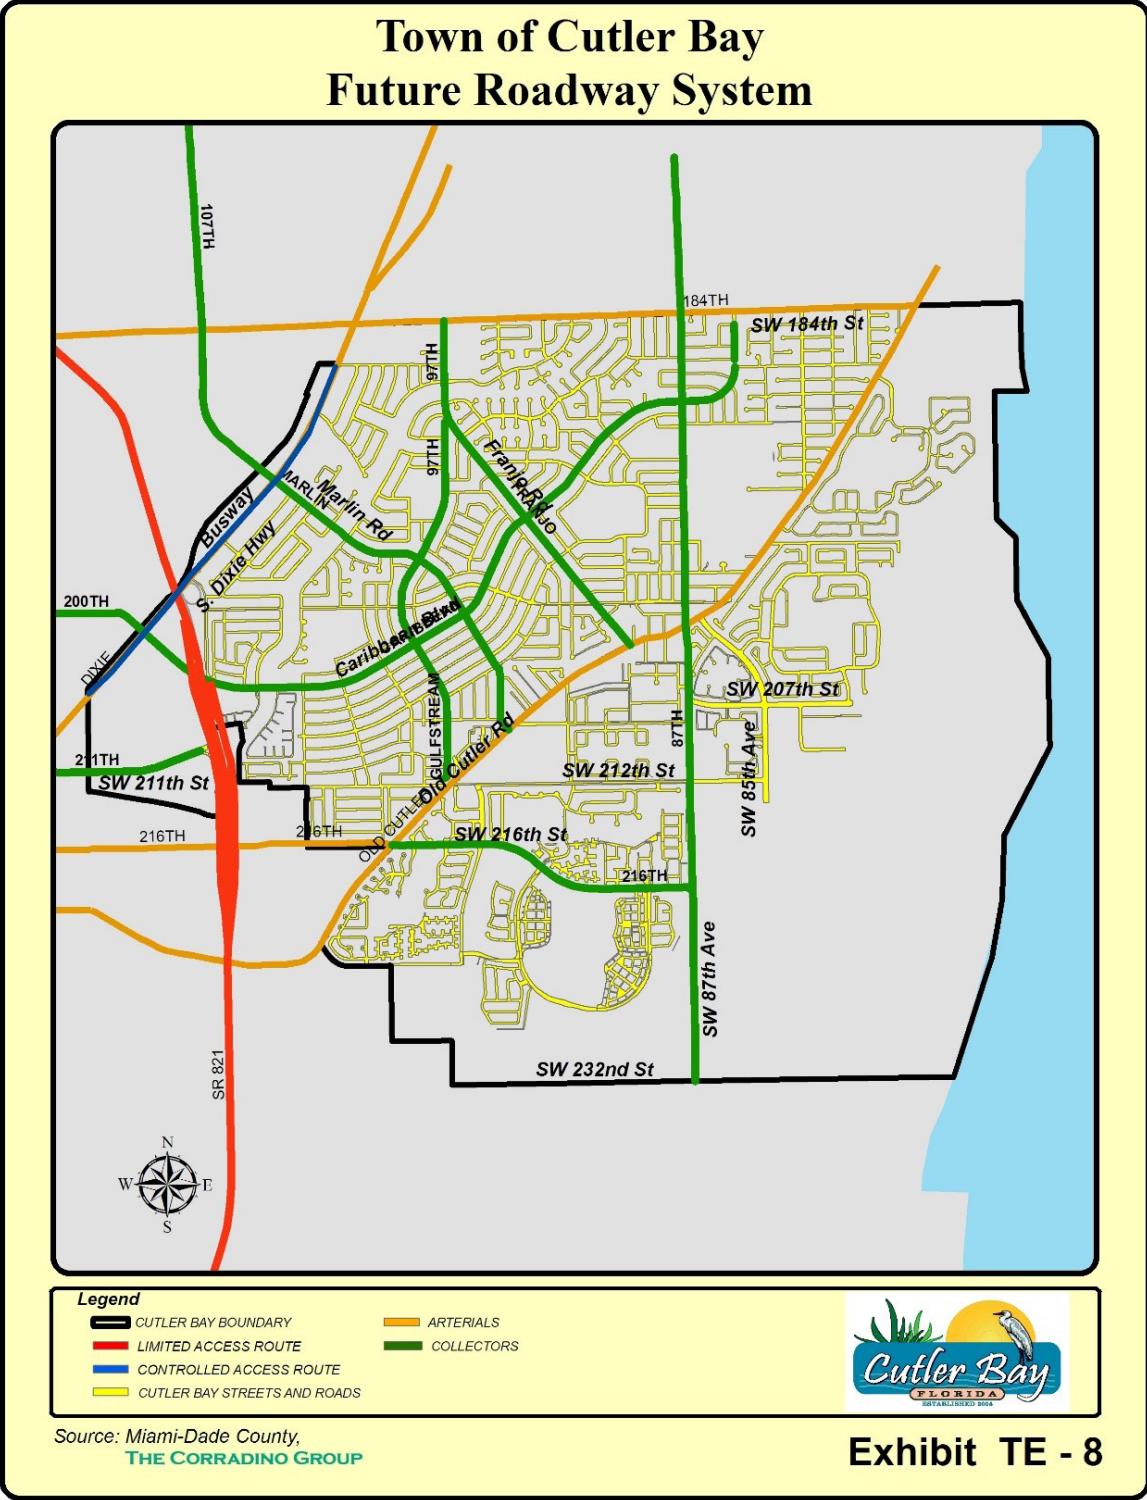 Town of Cutler Bay
Future Roadway System
107TH
184TH
SW 184th St
97TH
97TH
Franjo Rd
FRANJO
MARLIN
Marlin Rd
Busway
S. Dixie Hwy
200TH
Caribbean Blvd
CARIBBEAN
DIXIE
SW 207th St
GULFSTREAM
87TH
SW 85th Ave
211TH
SW 211th St
Old Cutler Rd
OLD CUTLER
SW 212th St
216TH
216TH
SW 216th St
216TH
SW 87th Ave
SR 821
SW 232nd St
N
W
E
S
Legend
CUTLER BAY BOUNDARY
LIMITED ACCESS ROUTE
CONTROLLED ACCESS ROUTE
CUTLER BAY STREETS AND ROADS
ARTERIALS
COLLECTORS
Cutler Bay
FLORIDA
ESTABLISHED 2005
Source: Miami-Dade County,
THE CORRADINO GROUP
Exhibit TE - 8